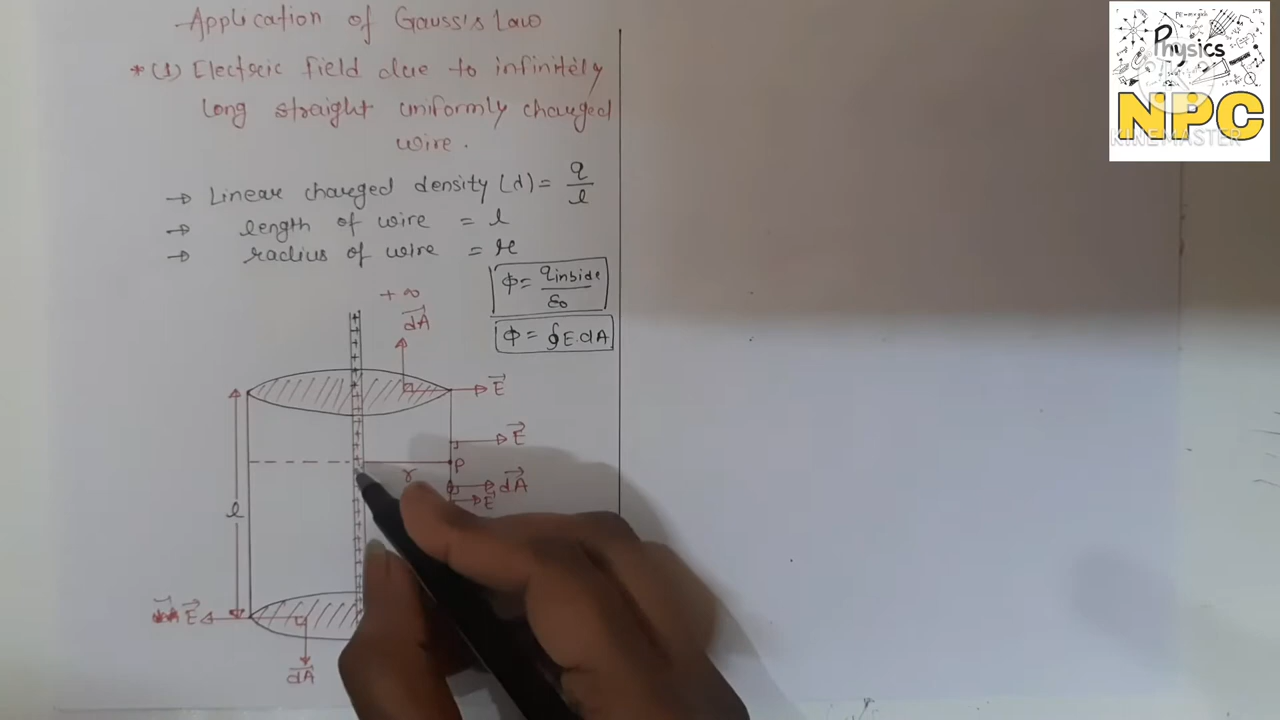 Application of Gauss's Law
*(1) Electric field due to infinitely
long straight uniformly charged
wire.
→ Linear charged density (d) = q/l
→ length of wire = l
→ radius of wire = r
Φ = q inside / ε₀
Φ = ∮E.dA
+ ∞
dA
E
E
P
r
dA
E
l
E
dA
Physics
NPC
KINEMASTER